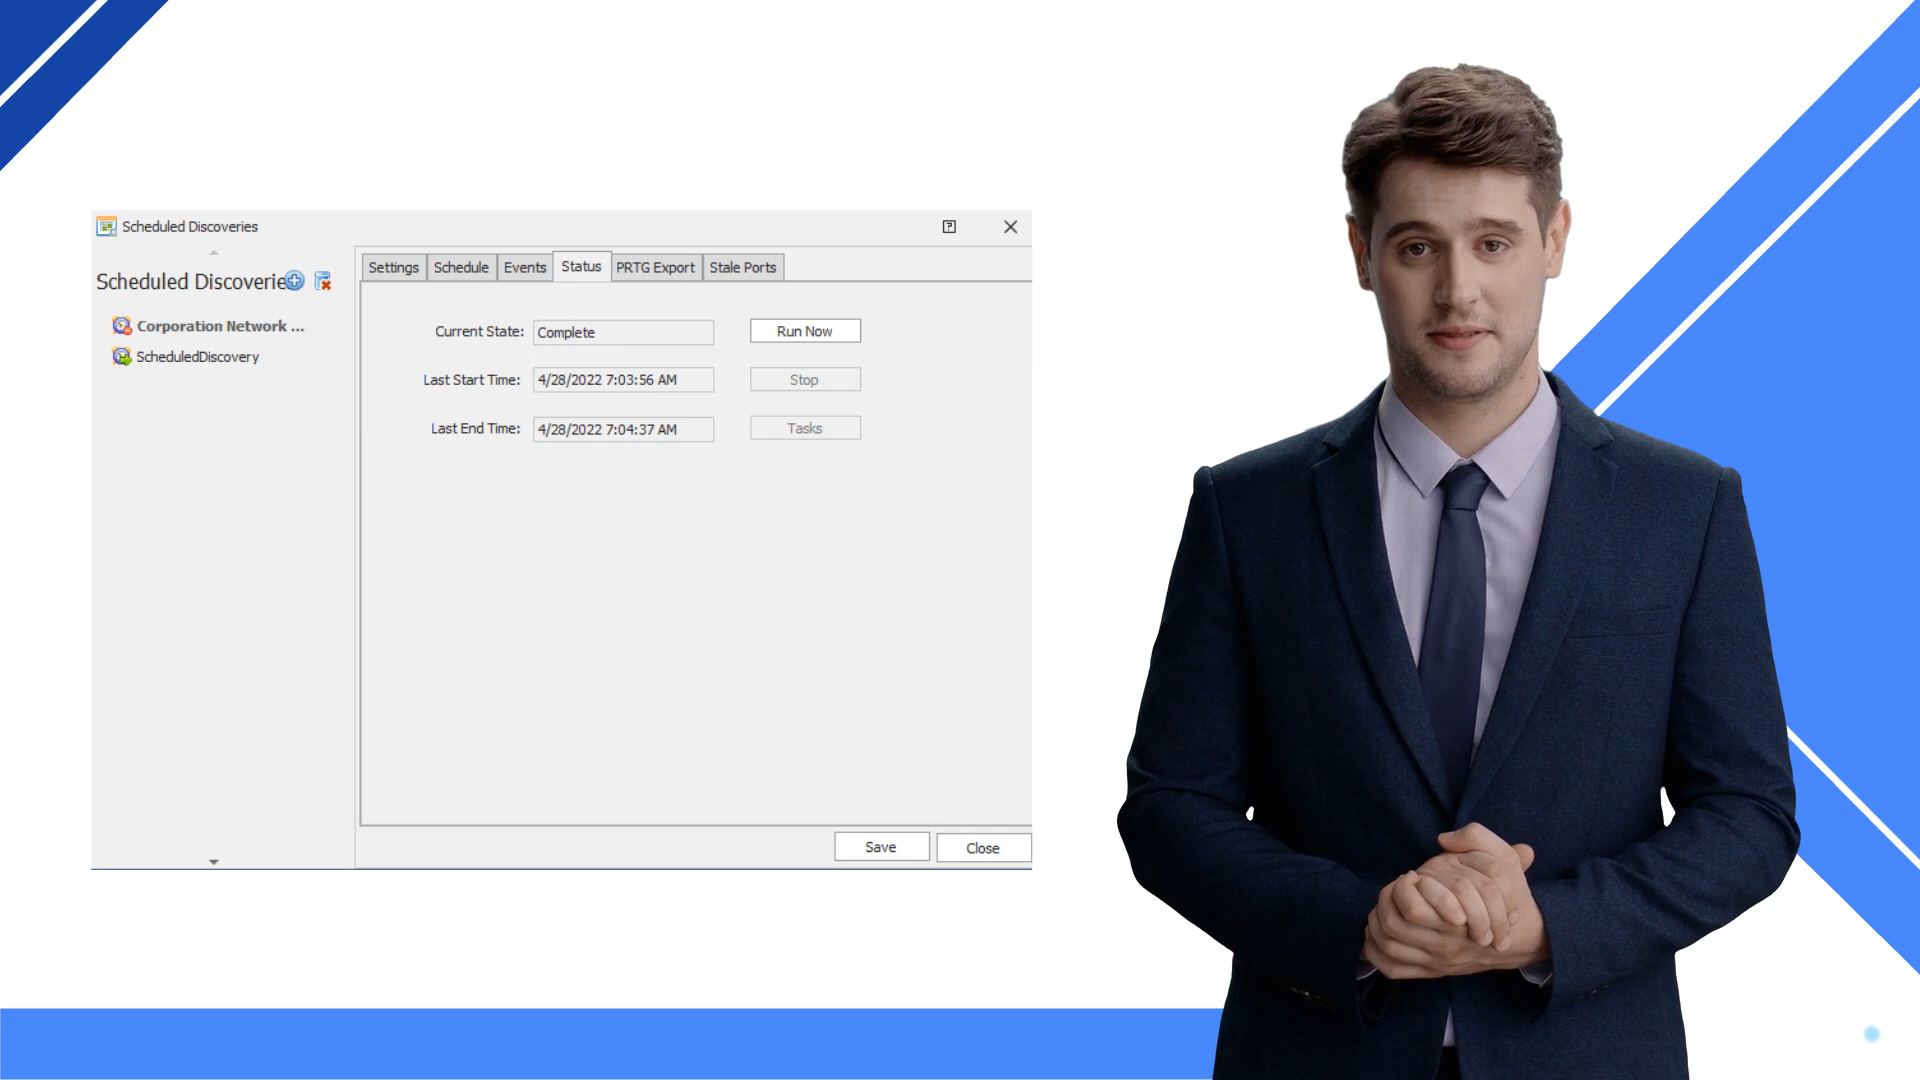 Scheduled Discoveries
Scheduled Discoverie
Corporation Network ...
ScheduledDiscovery
Settings Schedule Events Status PRTG Export Stale Ports
Current State: Complete Run Now
Last Start Time: 4/28/2022 7:03:56 AM Stop
Last End Time: 4/28/2022 7:04:37 AM Tasks
Save Close